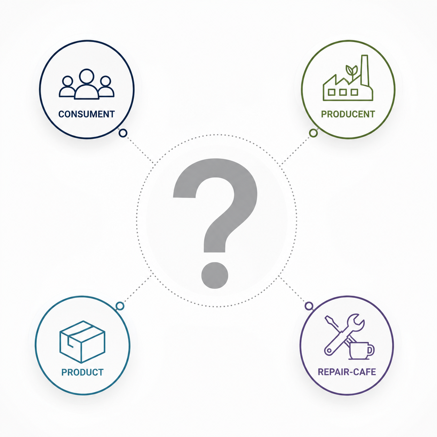 CONSUMENT
PRODUCENT
?
PRODUCT
REPAIR-CAFE